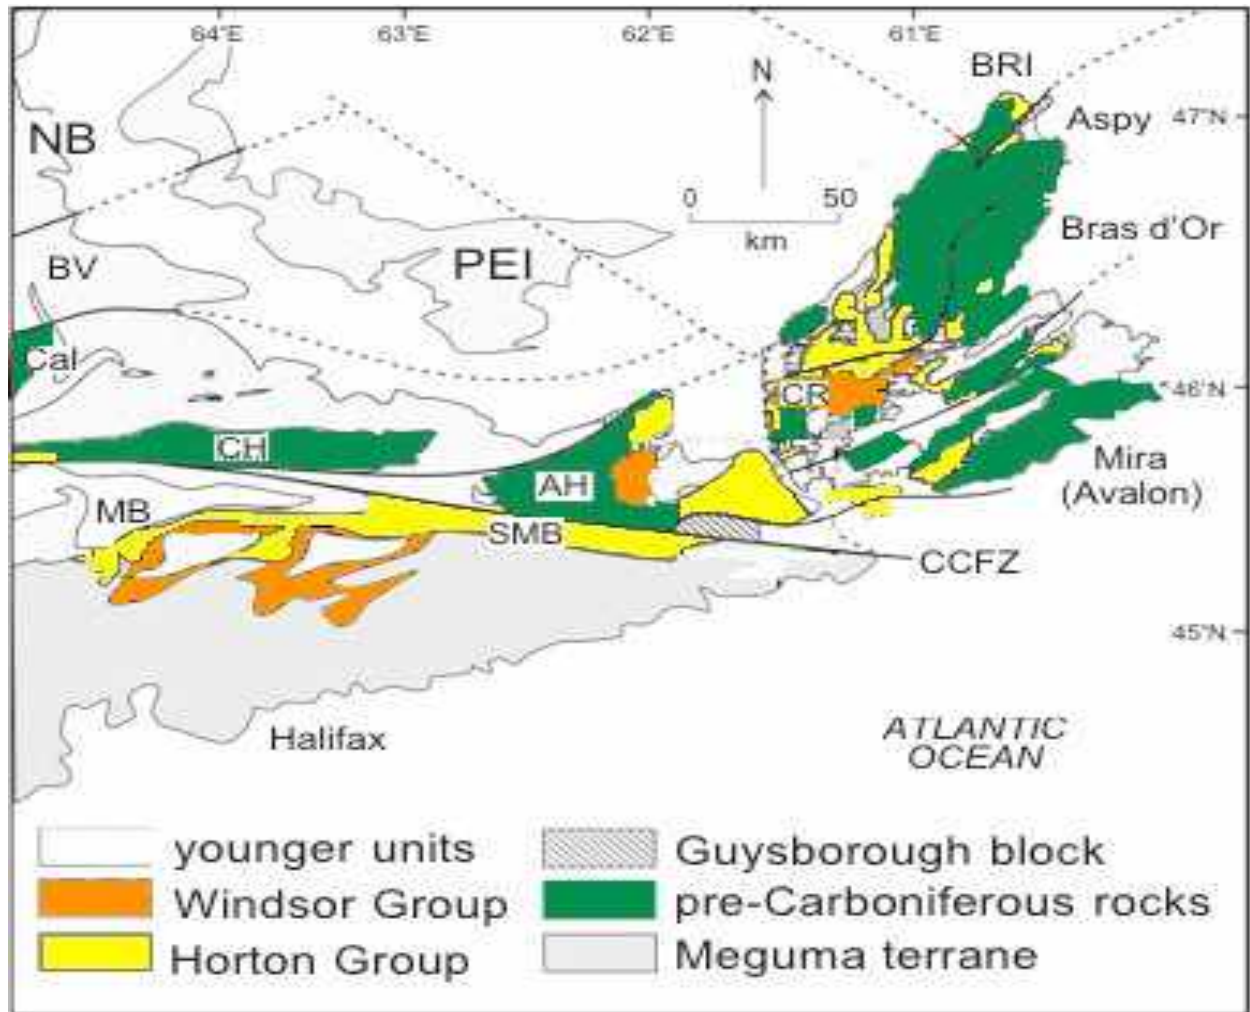 64°E 63°E 62°E 61°E
BRI
N
Aspy
47°N
NB
0 50
km
Bras d'Or
PEI
BV
Cal
CR
46°N
CH
Mira
(Avalon)
AH
MB
SMB
CCFZ
45°N
Halifax
ATLANTIC
OCEAN
younger units
Windsor Group
Horton Group
Guysborough block
pre-Carboniferous rocks
Meguma terrane